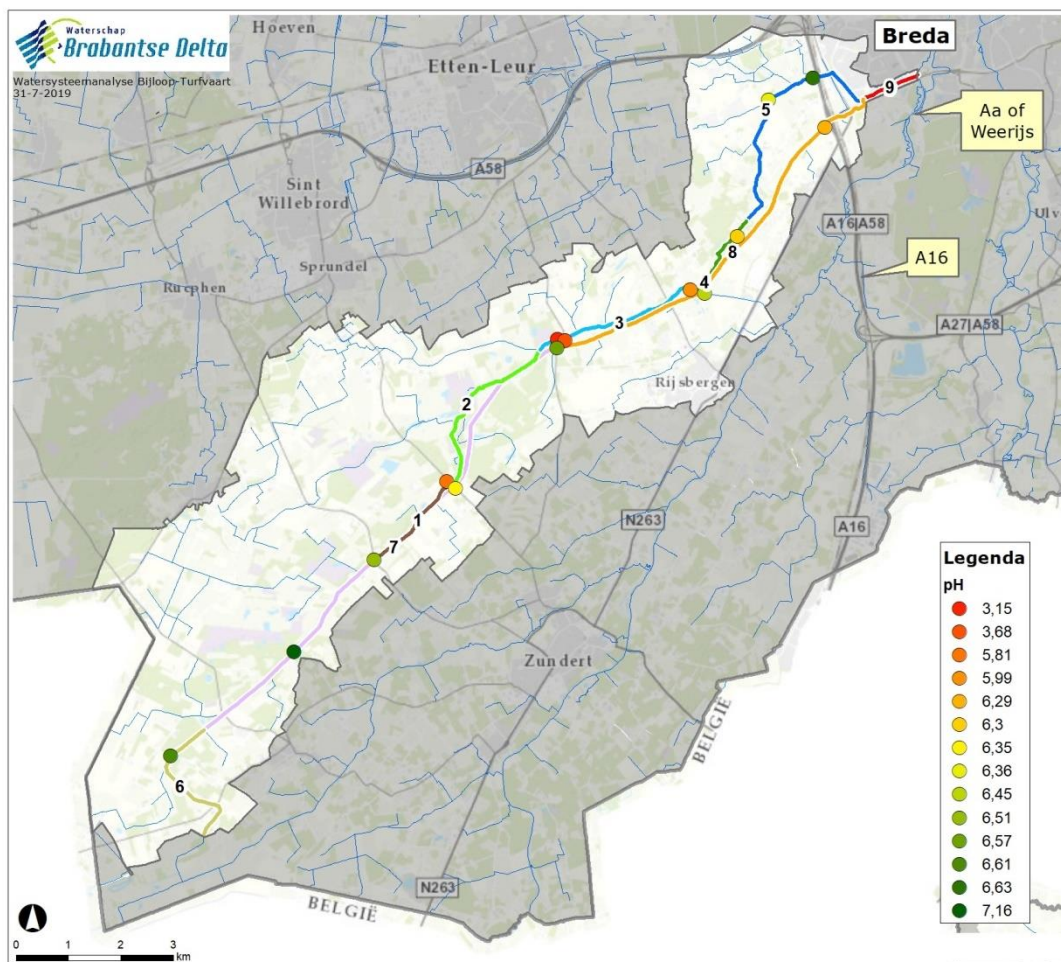 Waterschap
Brabantse Delta
Watersysteemanalyse Bijloop-Turfvaart
31-7-2019
Hoeven
Etten-Leur
Breda
Aa of
Weerijs
5
9
A58
Sint
Willebrord
A16|A58
Sprundel
A16
Rucphen
8
4
3
A27|A58
Rijsbergen
2
1
7
N263
A16
Zundert
6
BELGIË
N263
BELGIË
Legenda
pH
3,15
3,68
5,81
5,99
6,29
6,3
6,35
6,36
6,45
6,51
6,57
6,61
6,63
7,16
0 1 2 3
km